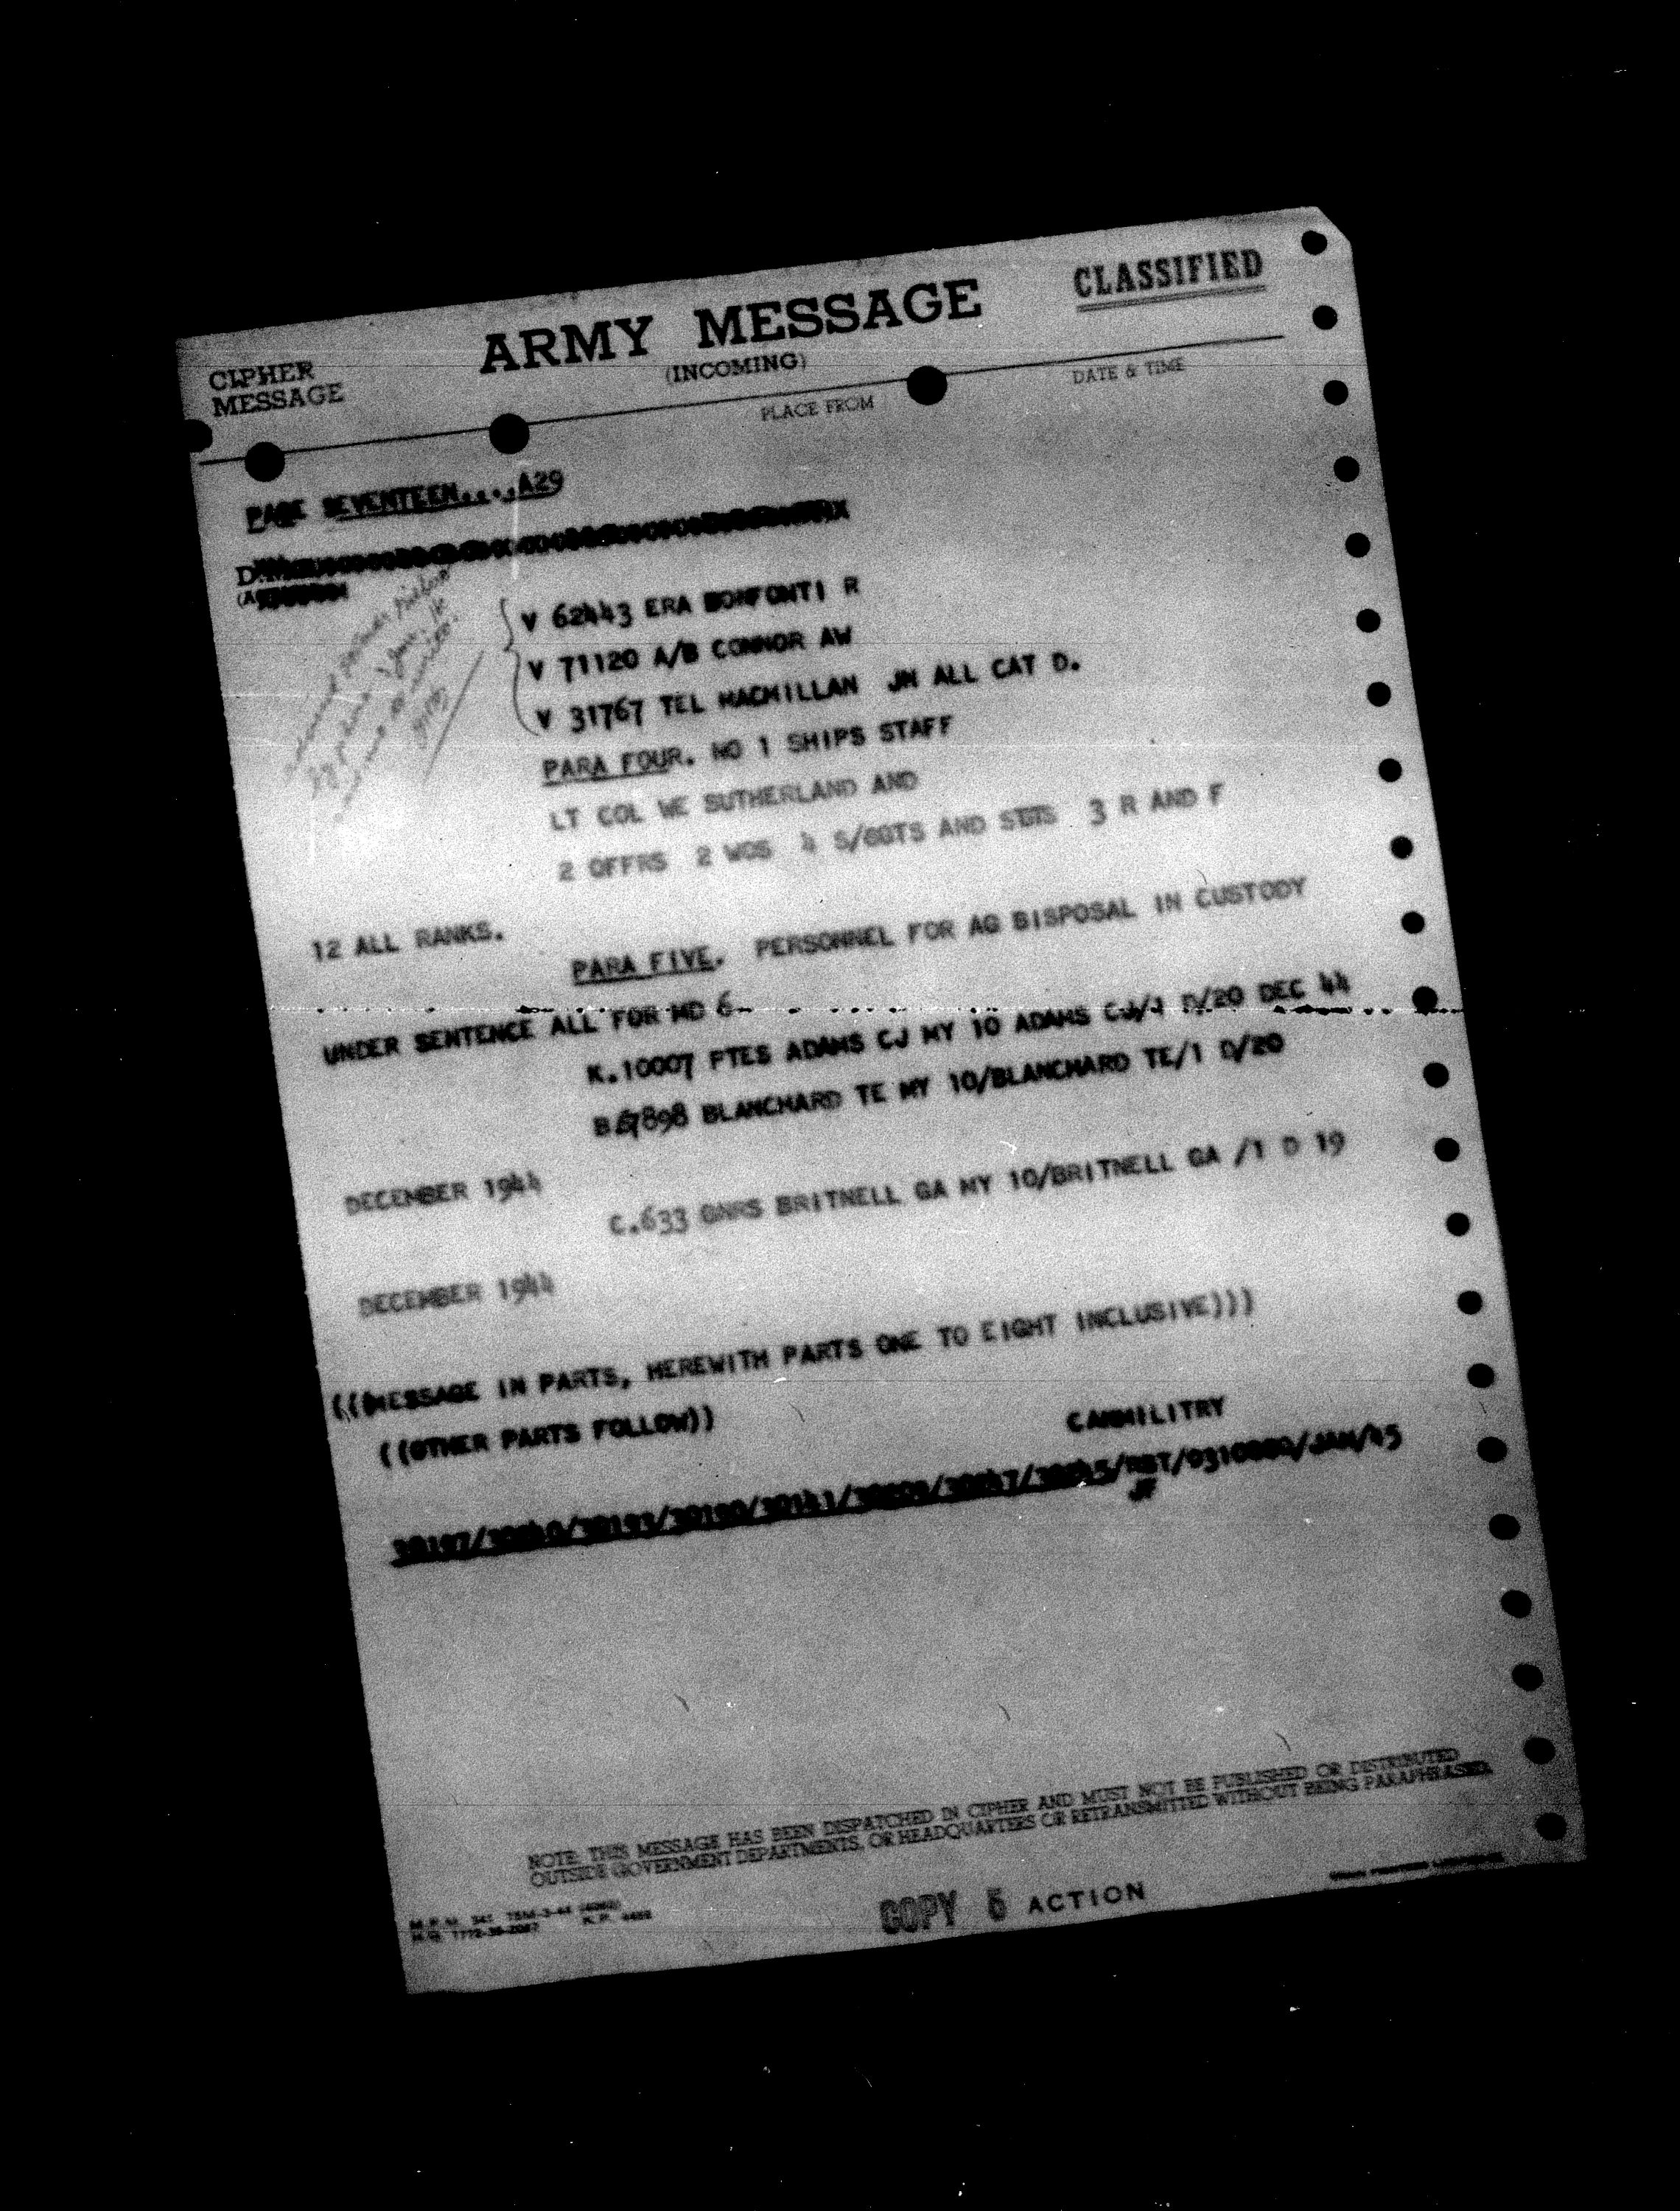 CLASSIFIED
ARMY MESSAGE
(INCOMING)
CIPHER
MESSAGE
PLACE FROM
DATE & TIME
PAGE SEVENTEEN....A29
V 62443 ERA BONFONTI R
V 71120 A/B CONNOR AW
V 31767 TEL MACMILLAN JN ALL CAT D.
PARA FOUR. NO 1 SHIPS STAFF
LT COL WE SUTHERLAND AND
2 OFFRS 2 WOS 4 S/SGTS AND SGTS 3 R AND F
12 ALL RANKS.
PARA FIVE. PERSONNEL FOR AG BISPOSAL IN CUSTODY
UNDER SENTENCE ALL FOR MD 6-
K.10007 PTES ADAMS CJ MY 10 ADAMS CJ/1 D/20 DEC 44
B.67898 BLANCHARD TE MY 10/BLANCHARD TE/1 D/20
DECEMBER 1944
C.633 GNRS BRITNELL GA MY 10/BRITNELL GA /1 D 19
DECEMBER 1944
(((MESSAGE IN PARTS, HEREWITH PARTS ONE TO EIGHT INCLUSIVE)))
((OTHER PARTS FOLLOW))
CANMILITRY
JF
NOTE: THIS MESSAGE HAS BEEN DISPATCHED IN CIPHER AND MUST NOT BE PUBLISHED OR DISTRIBUTED
OUTSIDE GOVERNMENT DEPARTMENTS, OR HEADQUARTERS OR RETRANSMITTED WITHOUT BEING PARAPHRASED.
COPY 5 ACTION